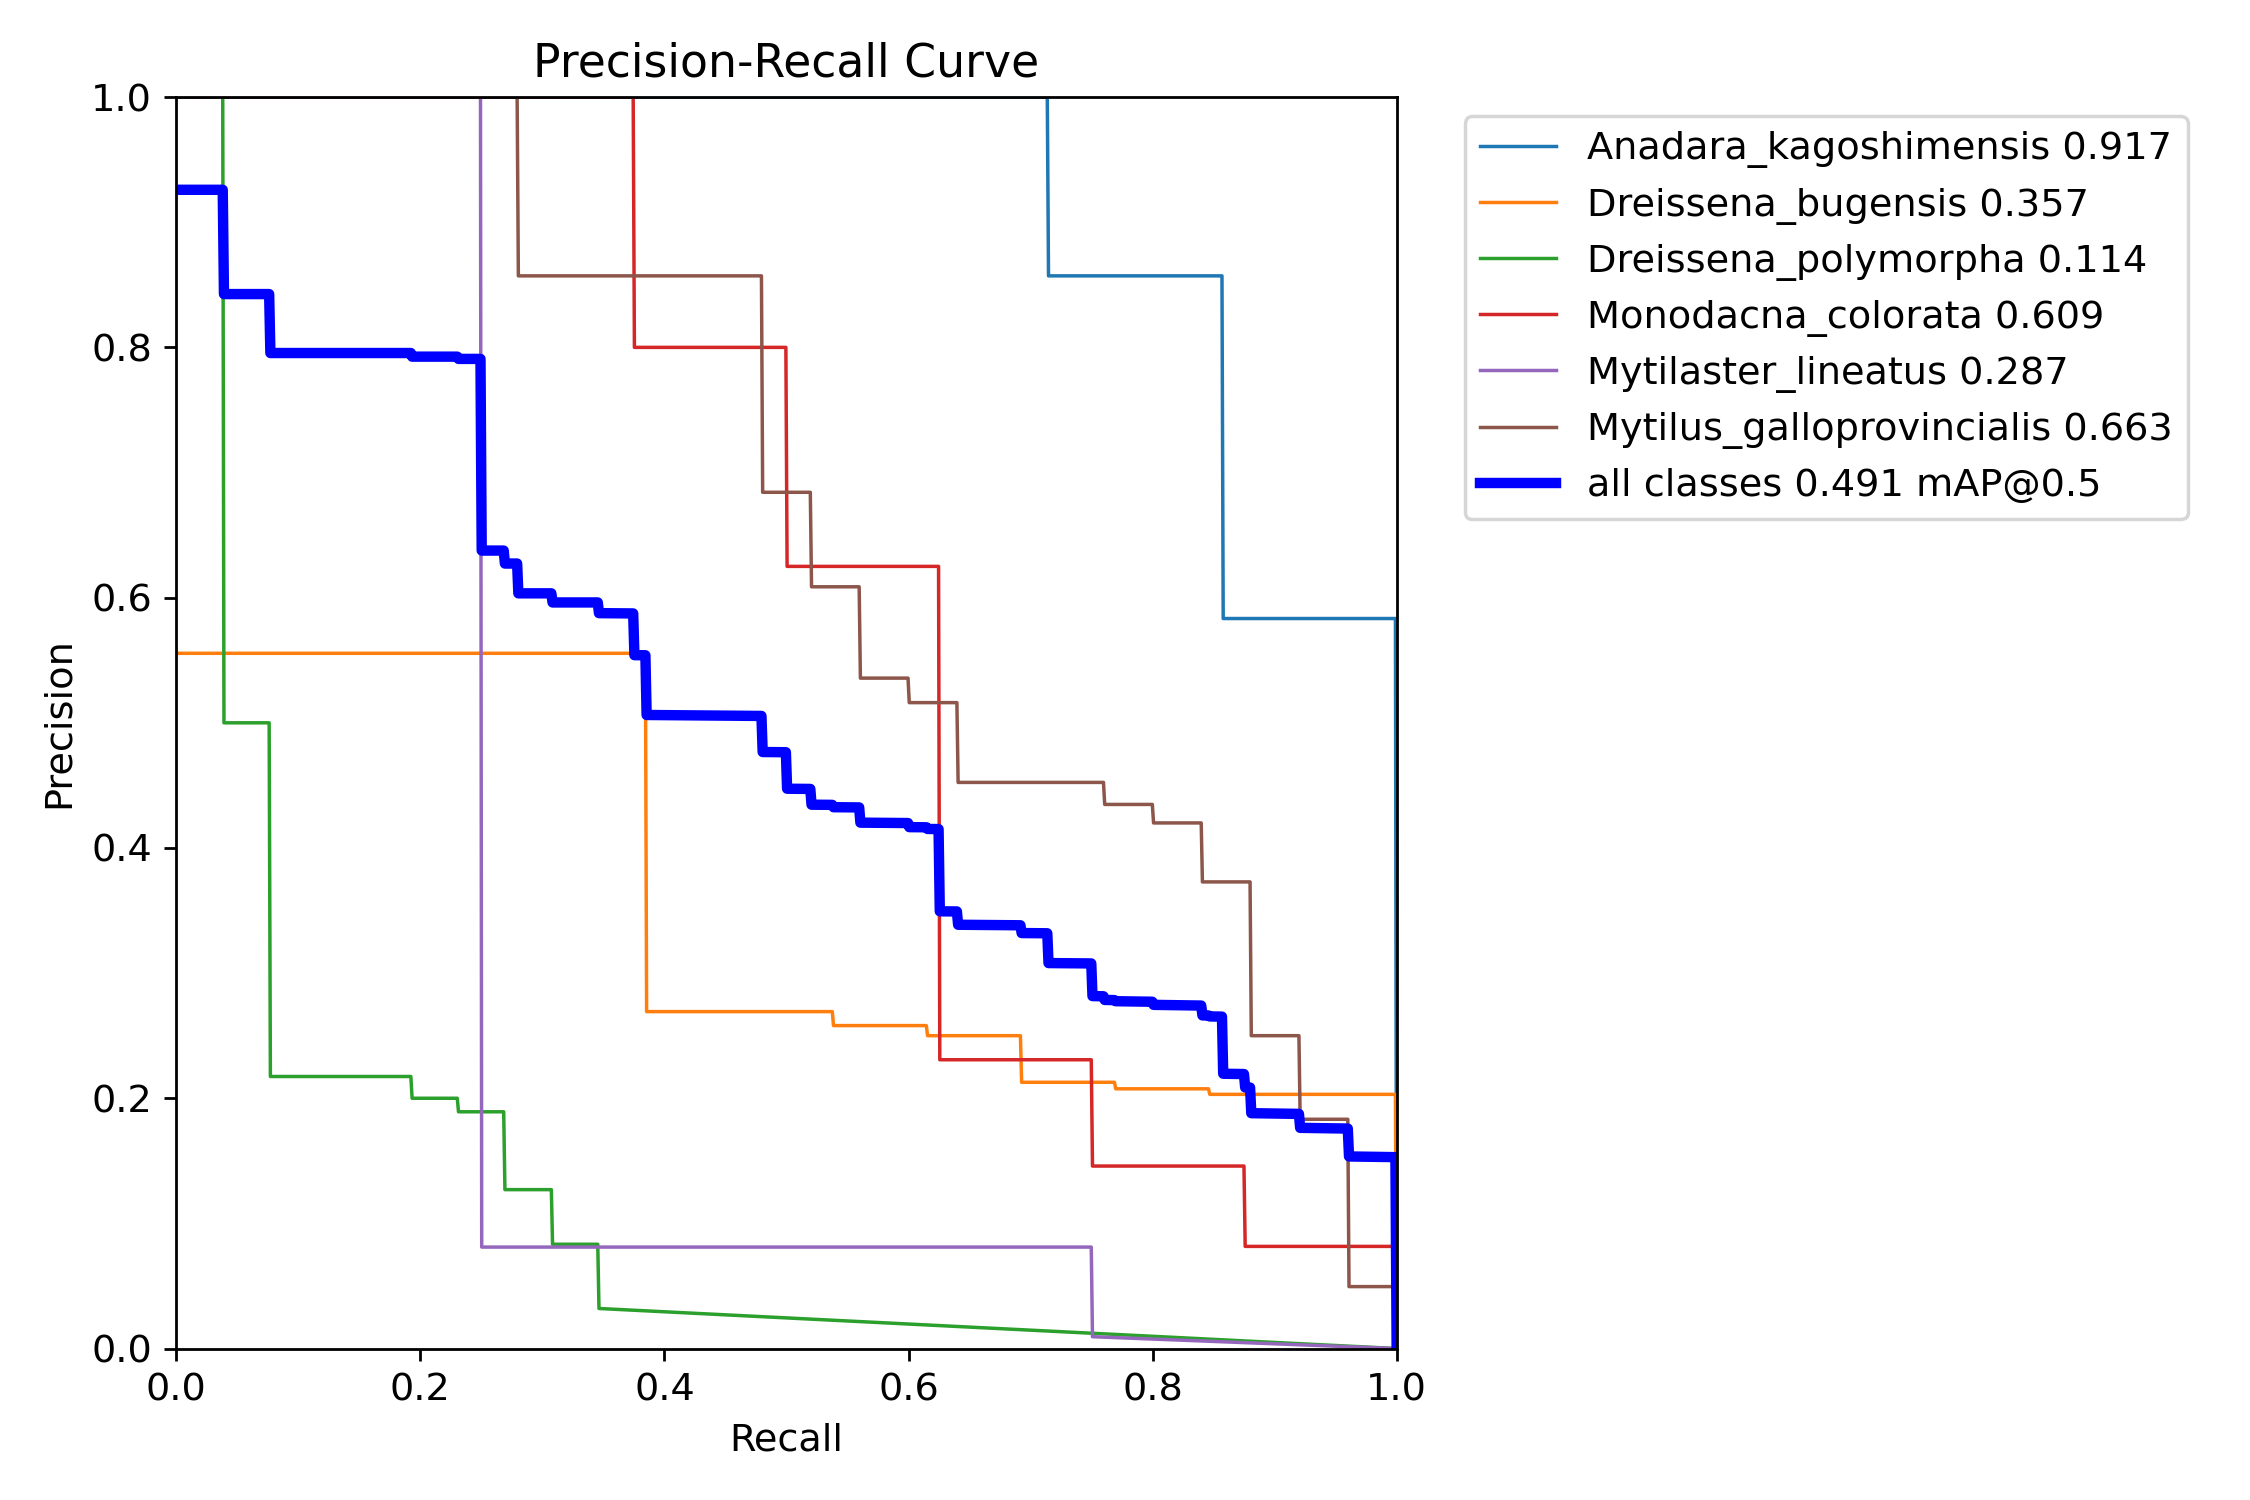 Precision-Recall Curve
1.0
0.8
0.6
0.4
0.2
0.0
Precision
0.0 0.2 0.4 0.6 0.8 1.0
Recall
Anadara_kagoshimensis 0.917
Dreissena_bugensis 0.357
Dreissena_polymorpha 0.114
Monodacna_colorata 0.609
Mytilaster_lineatus 0.287
Mytilus_galloprovincialis 0.663
all classes 0.491 mAP@0.5